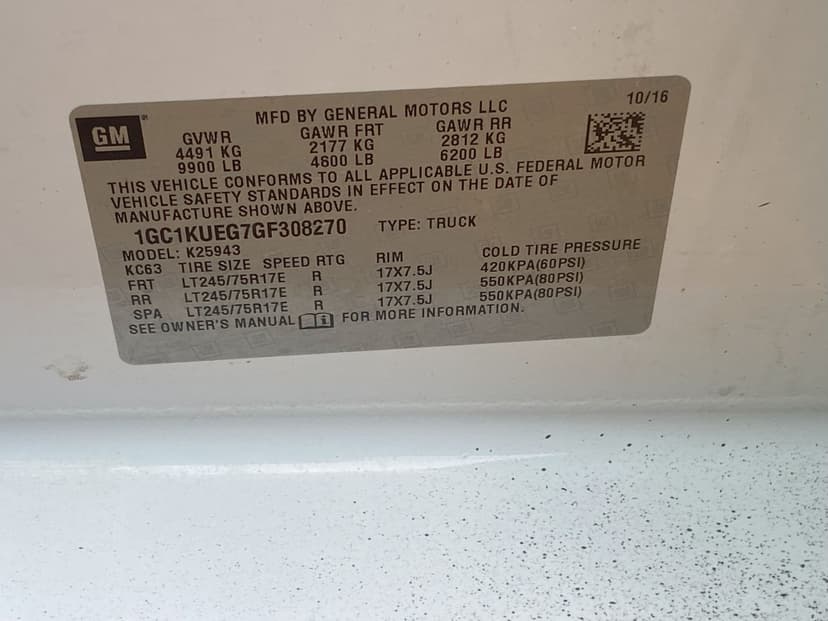 GM
MFD BY GENERAL MOTORS LLC
10/16
GVWR GAWR FRT GAWR RR
4491 KG 2177 KG 2812 KG
9900 LB 4800 LB 6200 LB
THIS VEHICLE CONFORMS TO ALL APPLICABLE U.S. FEDERAL MOTOR
VEHICLE SAFETY STANDARDS IN EFFECT ON THE DATE OF
MANUFACTURE SHOWN ABOVE.
1GC1KUEG7GF308270 TYPE: TRUCK
MODEL: K25943
KC63 TIRE SIZE SPEED RTG RIM COLD TIRE PRESSURE
FRT LT245/75R17E R 17X7.5J 420KPA(60PSI)
RR LT245/75R17E R 17X7.5J 550KPA(80PSI)
SPA LT245/75R17E R 17X7.5J 550KPA(80PSI)
SEE OWNER'S MANUAL FOR MORE INFORMATION.